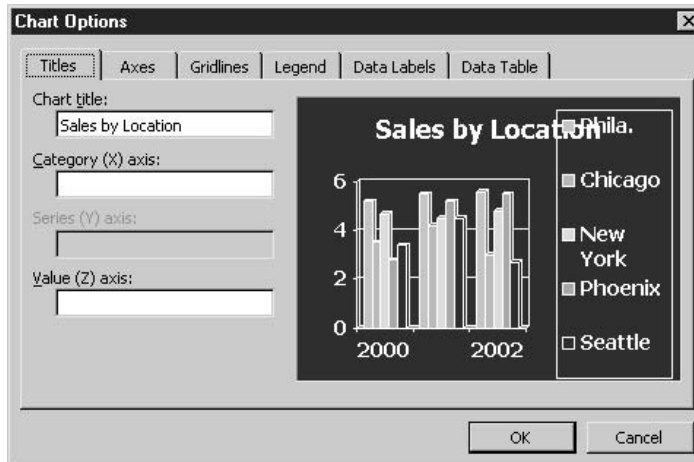 Chart Options
Titles
Axes
Gridlines
Legend
Data Labels
Data Table
Chart title:
Sales by Location
Category (X) axis:
Series (Y) axis:
Value (Z) axis:
Sales by Location
6
4
2
0
2000
2002
Phila.
Chicago
New
York
Phoenix
Seattle
OK
Cancel